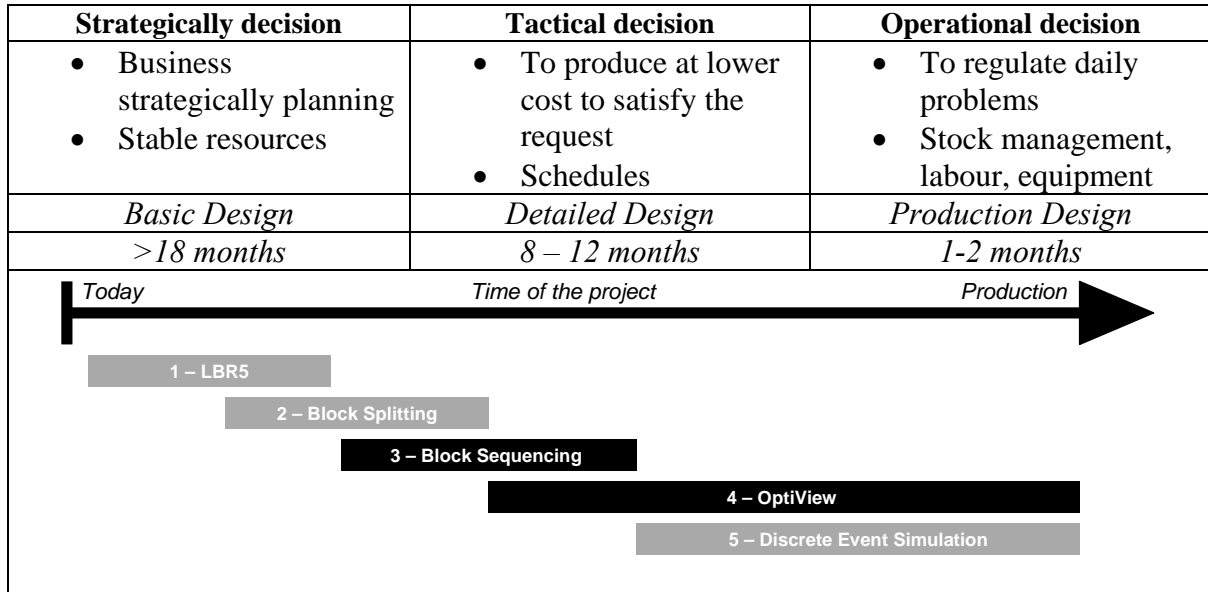 Strategically decision
Tactical decision
Operational decision
• Business
strategically planning
• Stable resources
• To produce at lower
cost to satisfy the
request
• Schedules
• To regulate daily
problems
• Stock management,
labour, equipment
Basic Design
Detailed Design
Production Design
>18 months
8 – 12 months
1-2 months
Today
Time of the project
Production
1 – LBR5
2 – Block Splitting
3 – Block Sequencing
4 – OptiView
5 – Discrete Event Simulation